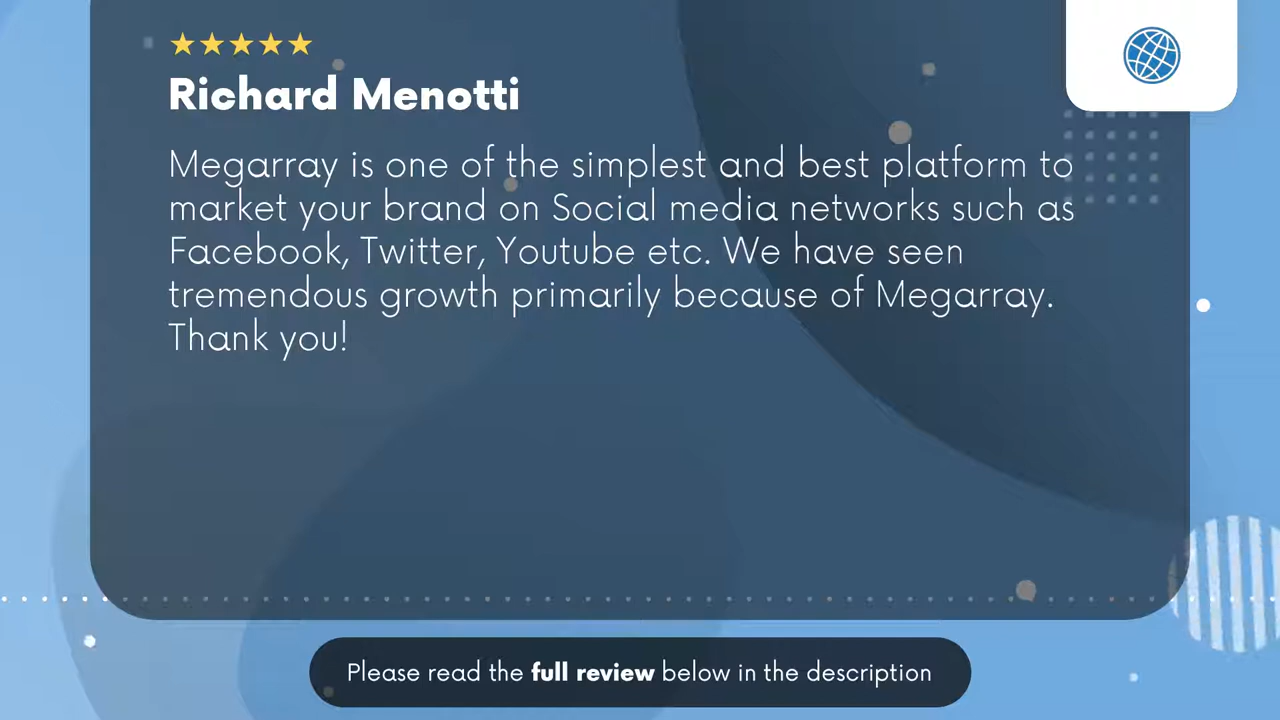 Richard Menotti
Megarray is one of the simplest and best platform to
market your brand on Social media networks such as
Facebook, Twitter, Youtube etc. We have seen
tremendous growth primarily because of Megarray.
Thank you!
Please read the full review below in the description